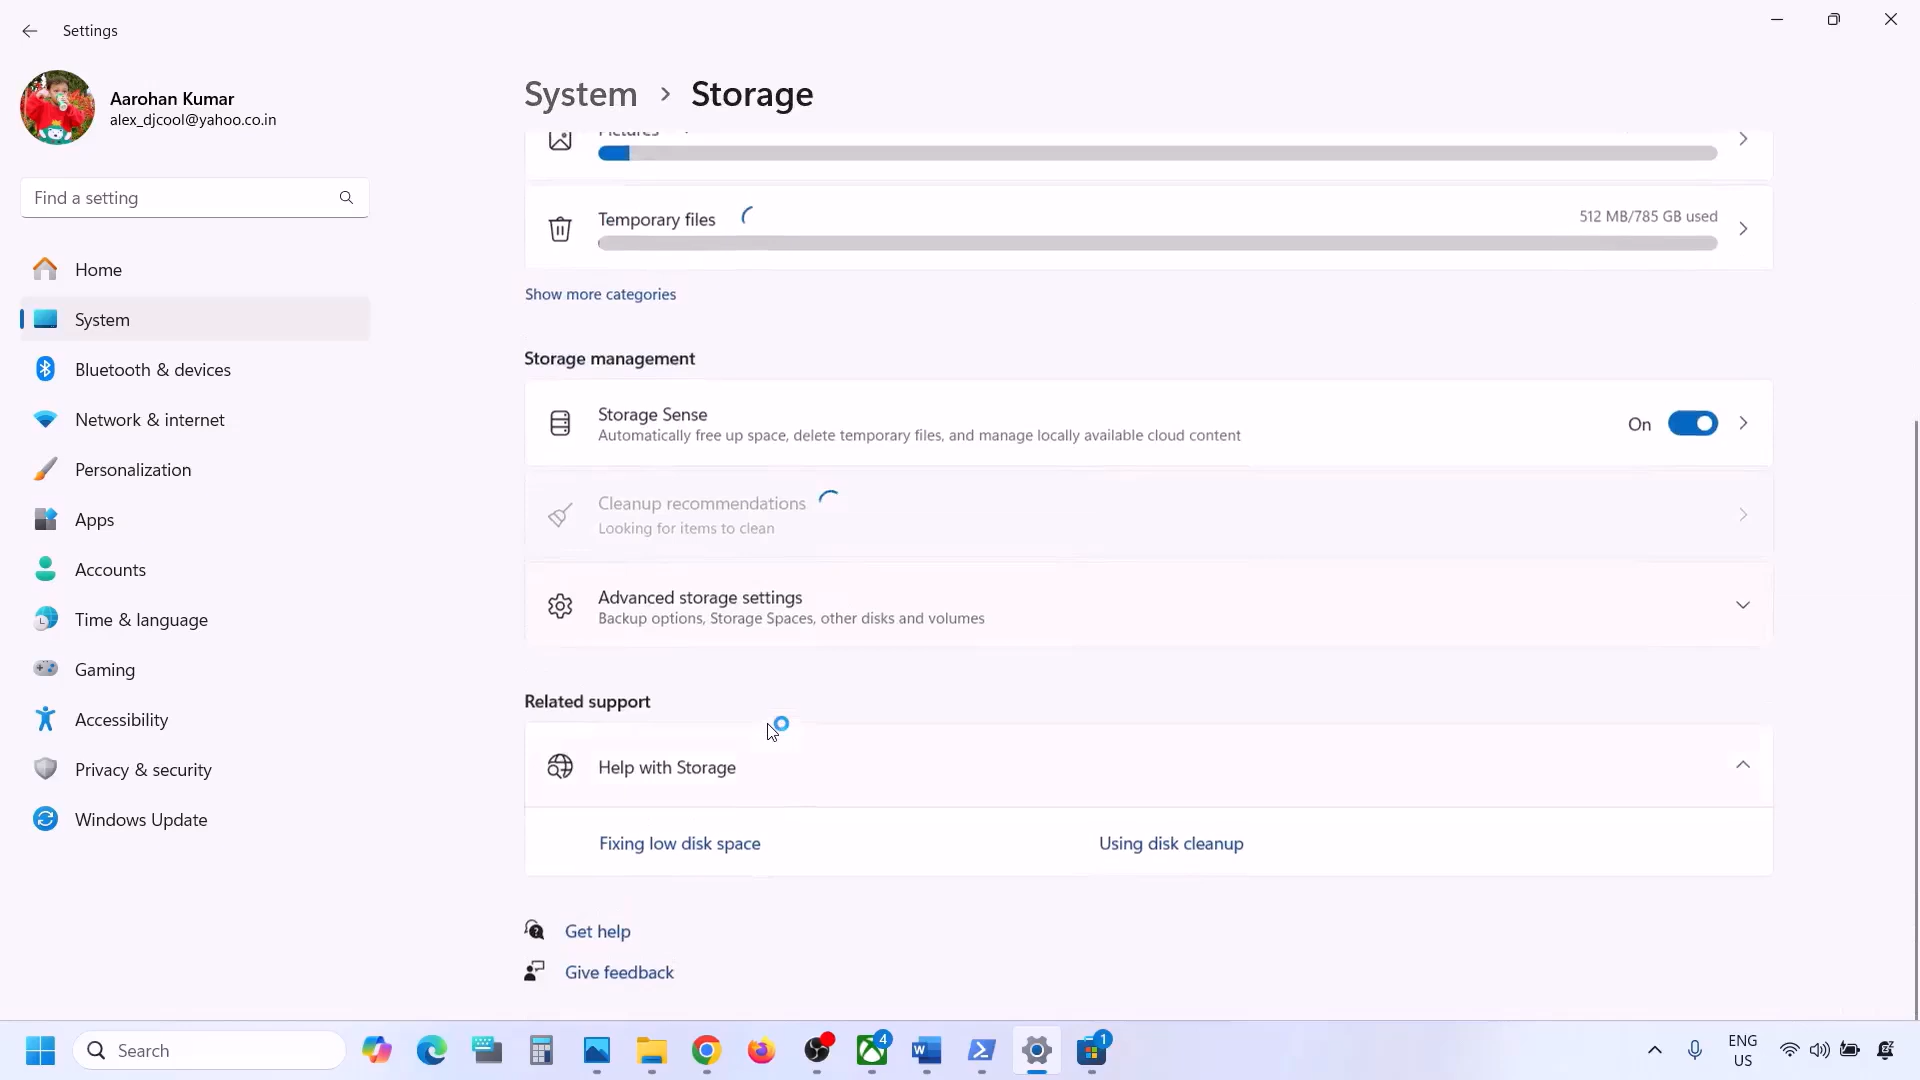 Settings
Aarohan Kumar
alex_djcool@yahoo.co.in
Find a setting
Home
System
Bluetooth & devices
Network & internet
Personalization
Apps
Accounts
Time & language
Gaming
Accessibility
Privacy & security
Windows Update
System > Storage
Pictures
Temporary files
512 MB/785 GB used
Show more categories
Storage management
Storage Sense
Automatically free up space, delete temporary files, and manage locally available cloud content
On
Cleanup recommendations
Looking for items to clean
Advanced storage settings
Backup options, Storage Spaces, other disks and volumes
Related support
Help with Storage
Fixing low disk space
Using disk cleanup
Get help
Give feedback
Search
4
1
ENG
US